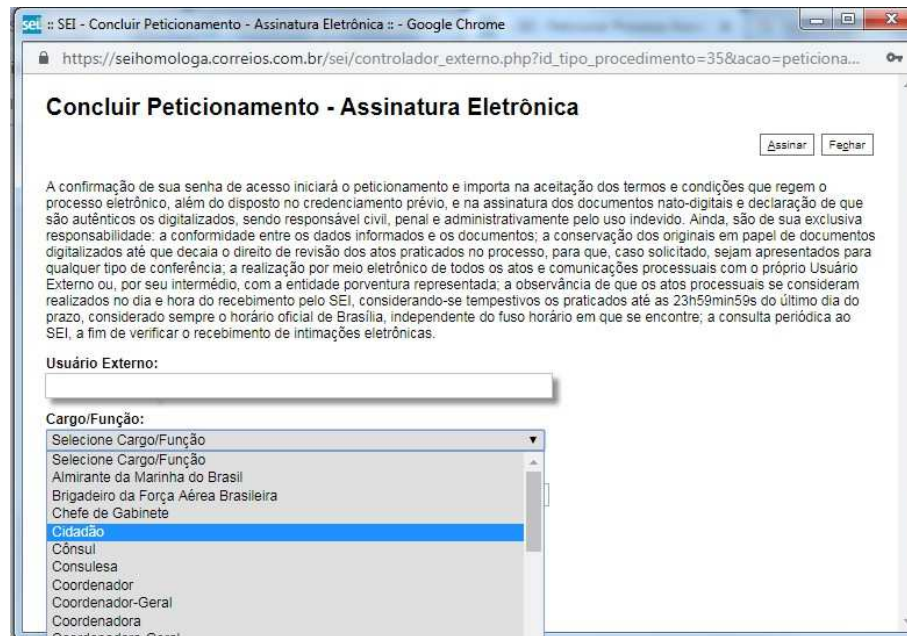 sei :: SEI - Concluir Peticionamento - Assinatura Eletrônica :: - Google Chrome
https://seihomologa.correios.com.br/sei/controlador_externo.php?id_tipo_procedimento=35&acao=peticiona...
Concluir Peticionamento - Assinatura Eletrônica
Assinar Fechar
A confirmação de sua senha de acesso iniciará o peticionamento e importa na aceitação dos termos e condições que regem o
processo eletrônico, além do disposto no credenciamento prévio, e na assinatura dos documentos nato-digitais e declaração de que
são autênticos os digitalizados, sendo responsável civil, penal e administrativamente pelo uso indevido. Ainda, são de sua exclusiva
responsabilidade: a conformidade entre os dados informados e os documentos; a conservação dos originais em papel de documentos
digitalizados até que decaia o direito de revisão dos atos praticados no processo, para que, caso solicitado, sejam apresentados para
qualquer tipo de conferência; a realização por meio eletrônico de todos os atos e comunicações processuais com o próprio Usuário
Externo ou, por seu intermédio, com a entidade porventura representada; a observância de que os atos processuais se consideram
realizados no dia e hora do recebimento pelo SEI, considerando-se tempestivos os praticados até as 23h59min59s do último dia do
prazo, considerado sempre o horário oficial de Brasília, independente do fuso horário em que se encontre; a consulta periódica ao
SEI, a fim de verificar o recebimento de intimações eletrônicas.
Usuário Externo:
Cargo/Função:
Selecione Cargo/Função
Selecione Cargo/Função
Almirante da Marinha do Brasil
Brigadeiro da Força Aérea Brasileira
Chefe de Gabinete
Cidadão
Cônsul
Consulesa
Coordenador
Coordenador-Geral
Coordenadora
Coordenadora-Geral